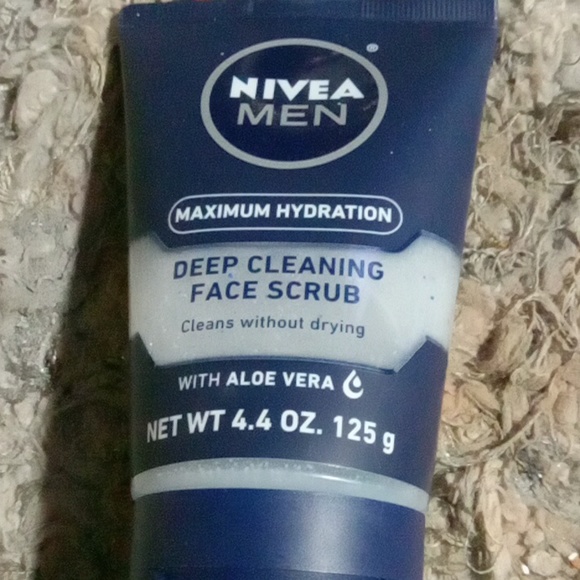 NIVEA
MEN
®
MAXIMUM HYDRATION
DEEP CLEANING
FACE SCRUB
Cleans without drying
WITH ALOE VERA
NET WT 4.4 OZ. 125 g